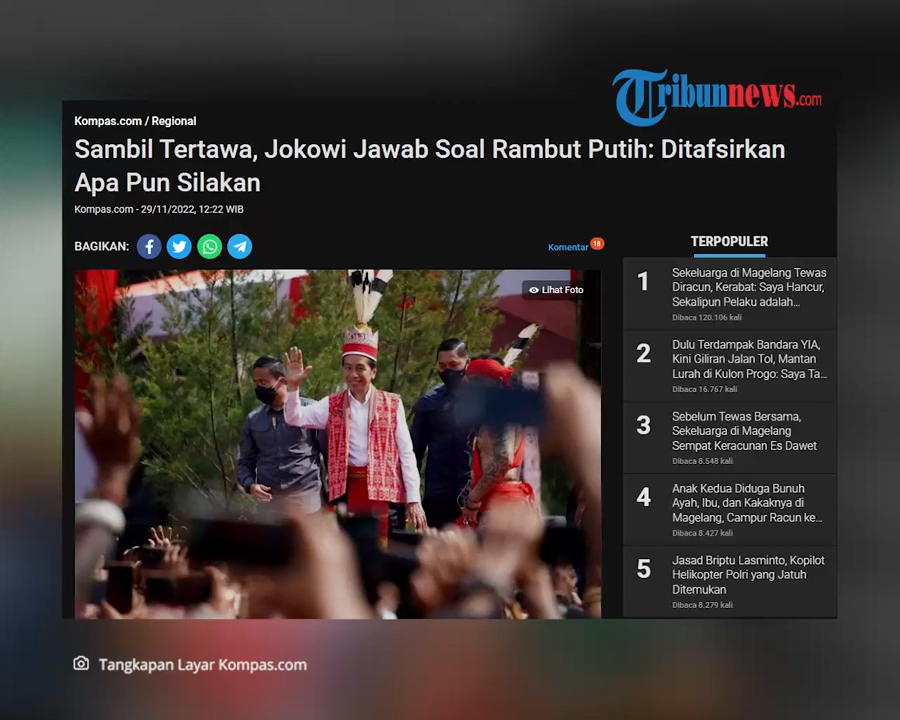 Tribunnews.com
Kompas.com / Regional
Sambil Tertawa, Jokowi Jawab Soal Rambut Putih: Ditafsirkan
Apa Pun Silakan
Kompas.com - 29/11/2022, 12:22 WIB
BAGIKAN:
Komentar 18
Lihat Foto
TERPOPULER
1
Sekeluarga di Magelang Tewas
Diracun, Kerabat: Saya Hancur,
Sekalipun Pelaku adalah...
Dibaca 120.106 kali
2
Dulu Terdampak Bandara YIA,
Kini Giliran Jalan Tol, Mantan
Lurah di Kulon Progo: Saya Ta...
Dibaca 16.767 kali
3
Sebelum Tewas Bersama,
Sekeluarga di Magelang
Sempat Keracunan Es Dawet
Dibaca 8.548 kali
4
Anak Kedua Diduga Bunuh
Ayah, Ibu, dan Kakaknya di
Magelang, Campur Racun ke...
Dibaca 8.427 kali
5
Jasad Briptu Lasminto, Kopilot
Helikopter Polri yang Jatuh
Ditemukan
Dibaca 8.279 kali
Tangkapan Layar Kompas.com